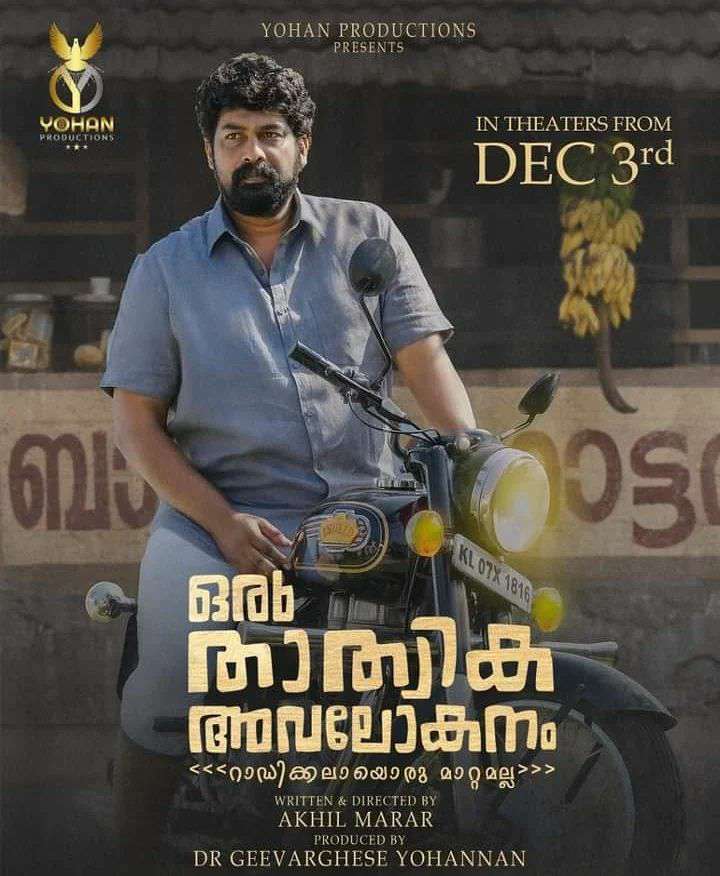 YOHAN PRODUCTIONS
PRESENTS
YOHAN
PRODUCTIONS
IN THEATERS FROM
DEC 3rd
KL 07X 1816
ഒരു
താത്വിക
അവലോകനം
<<<റാഡിക്കലായൊരു മാറ്റമല്ല>>>
WRITTEN & DIRECTED BY
AKHIL MARAR
PRODUCED BY
DR GEEVARGHESE YOHANNAN